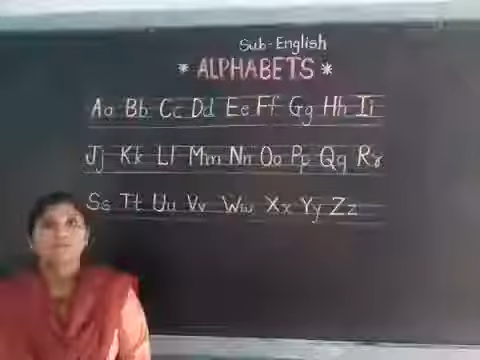 Sub-English
* ALPHABETS *
Aa Bb Cc Dd Ee Ff Gg Hh Ii
Jj Kk Ll Mm Nn Oo Pp Qq Rr
Ss Tt Uu Vv Ww Xx Yy Zz